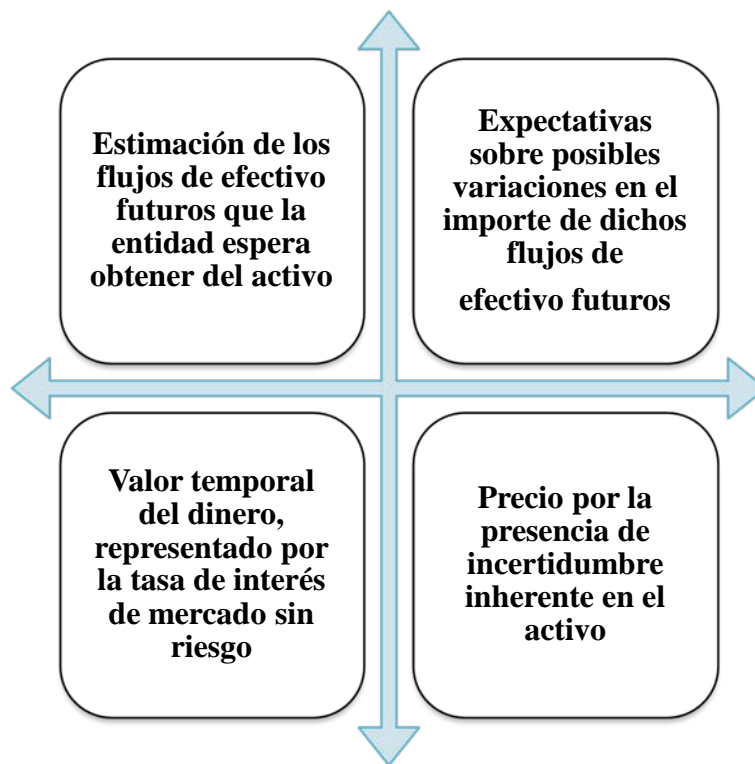 Estimación de los
flujos de efectivo
futuros que la
entidad espera
obtener del activo
Expectativas
sobre posibles
variaciones en el
importe de dichos
flujos de
efectivo futuros
Valor temporal
del dinero,
representado por
la tasa de interés
de mercado sin
riesgo
Precio por la
presencia de
incertidumbre
inherente en el
activo